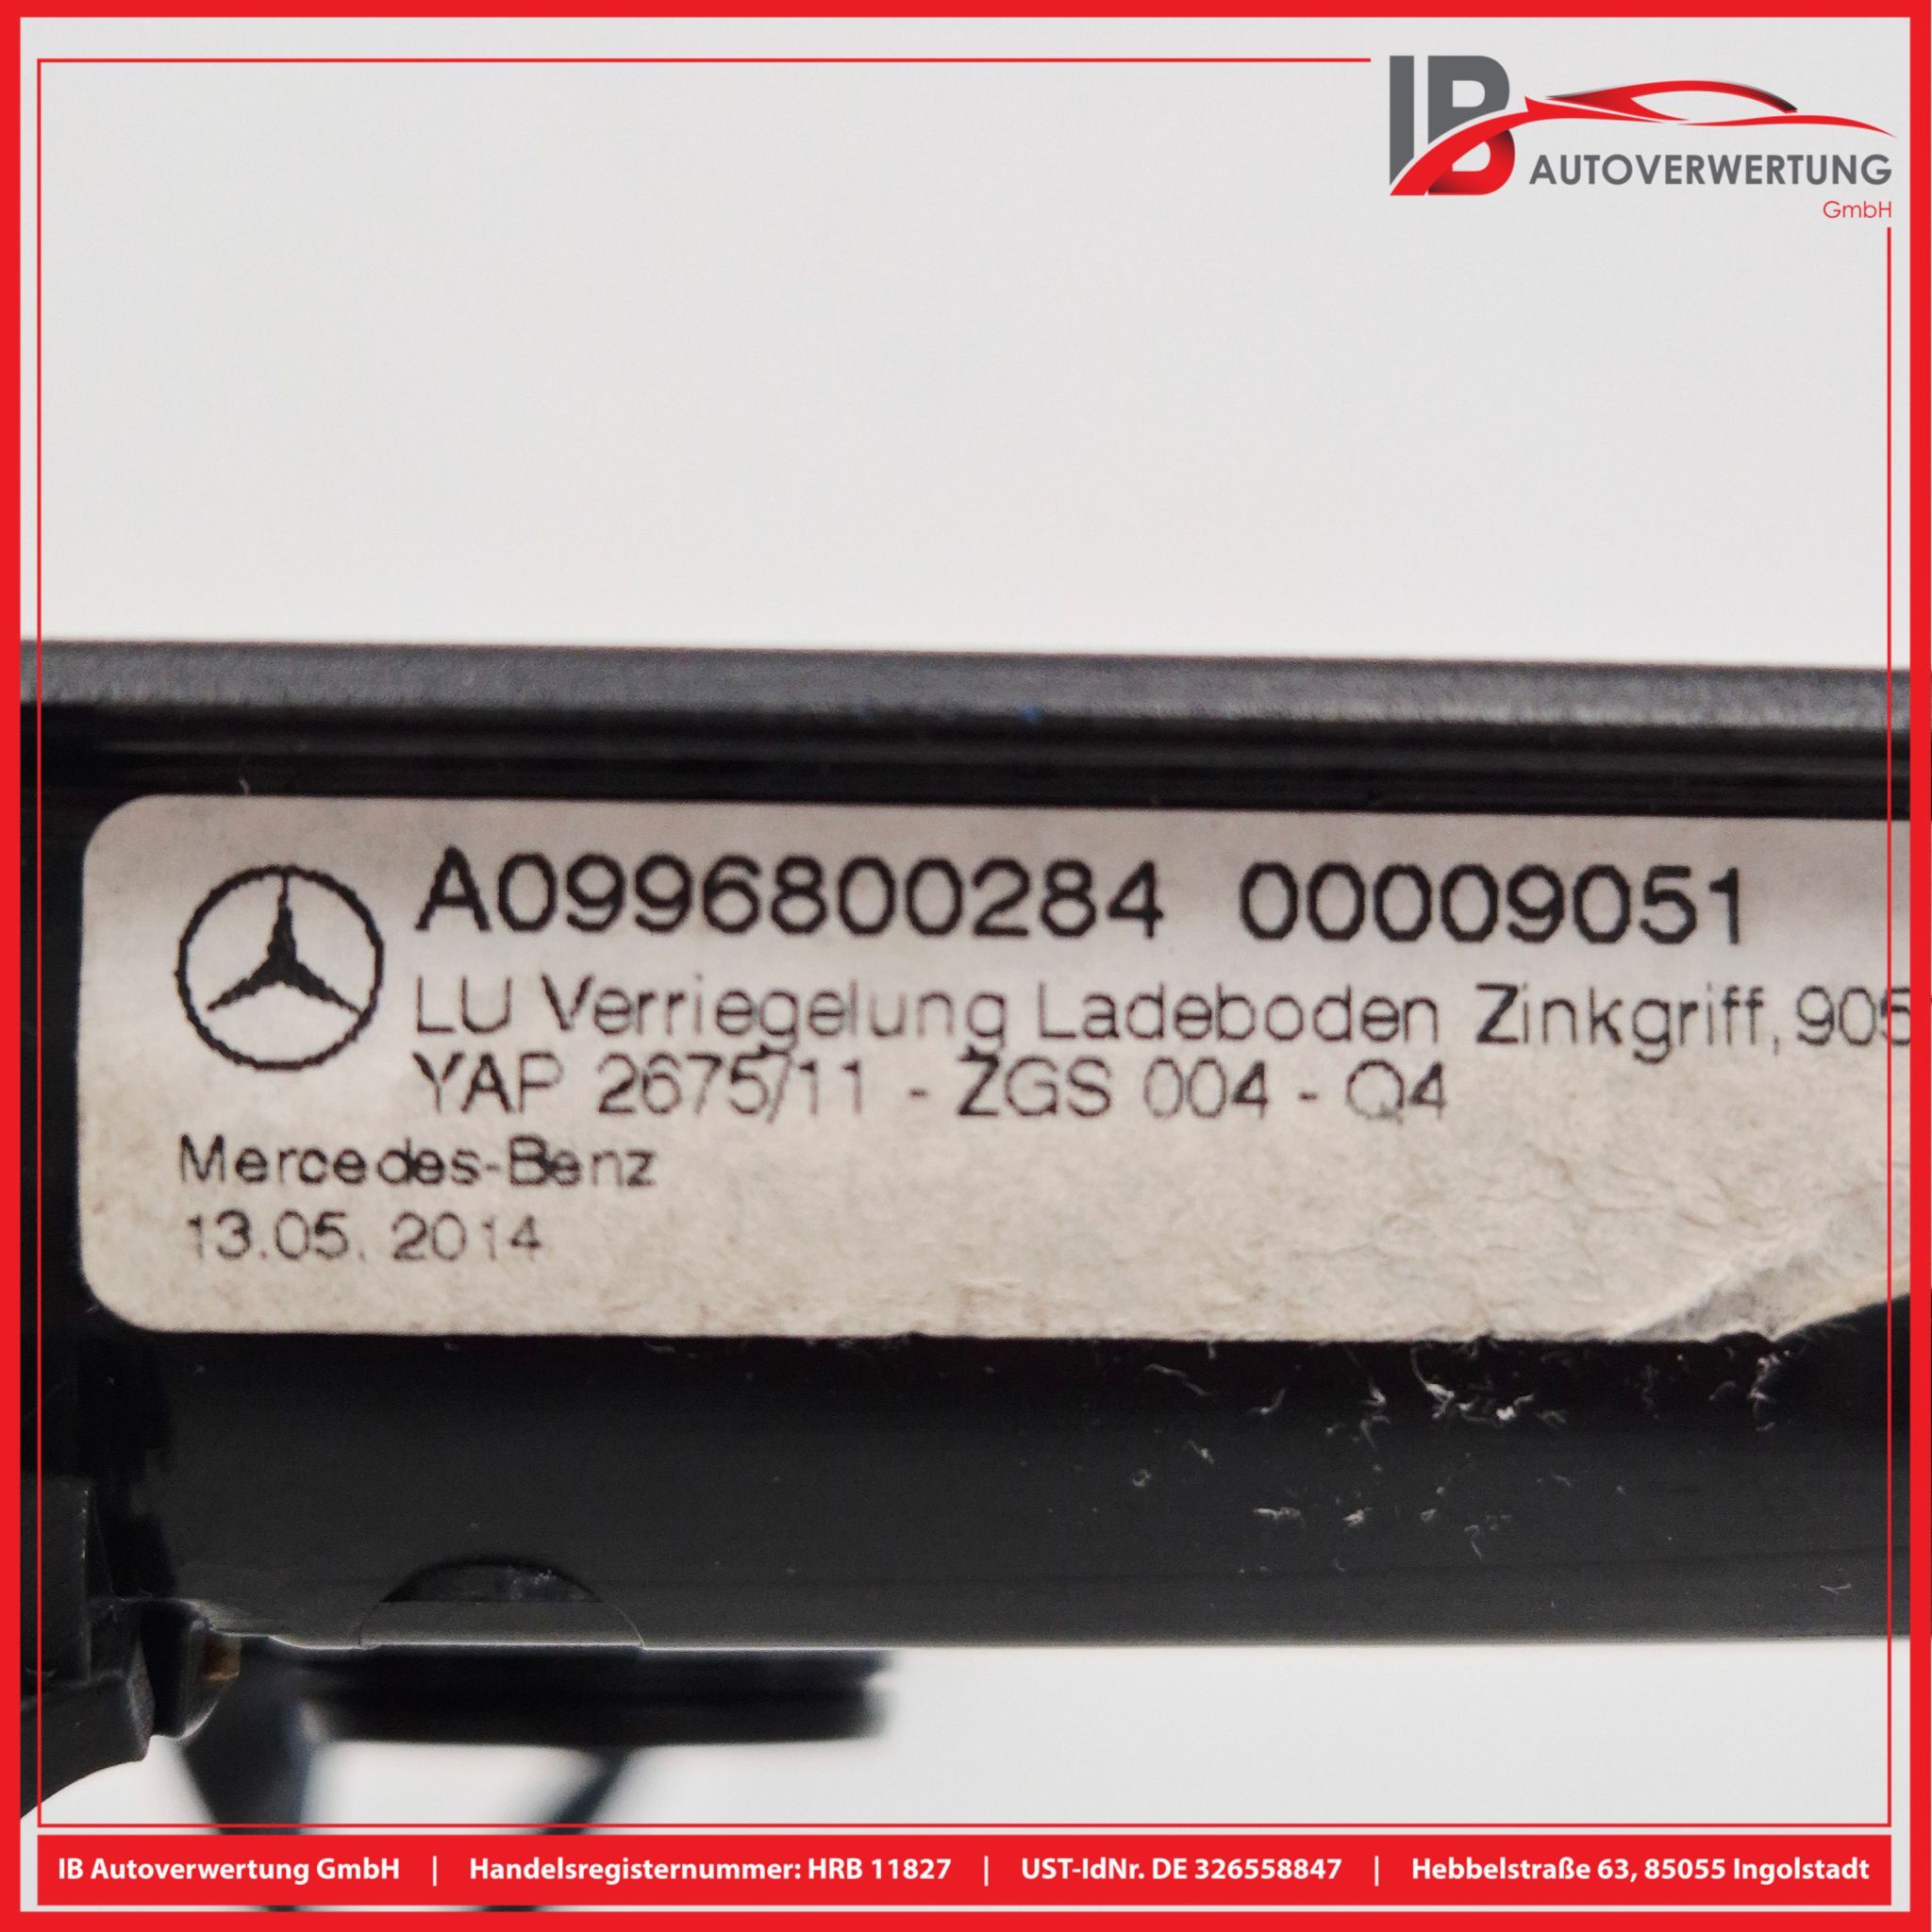 IB AUTOVERWERTUNG
GmbH
A0996800284 00009051
LU Verriegelung Ladeboden Zinkgriff, 905
YAP 2675/11 - ZGS 004 - Q4
Mercedes-Benz
13.05. 2014
IB Autoverwertung GmbH | Handelsregisternummer: HRB 11827 | UST-IdNr. DE 326558847 | Hebbelstraße 63, 85055 Ingolstadt